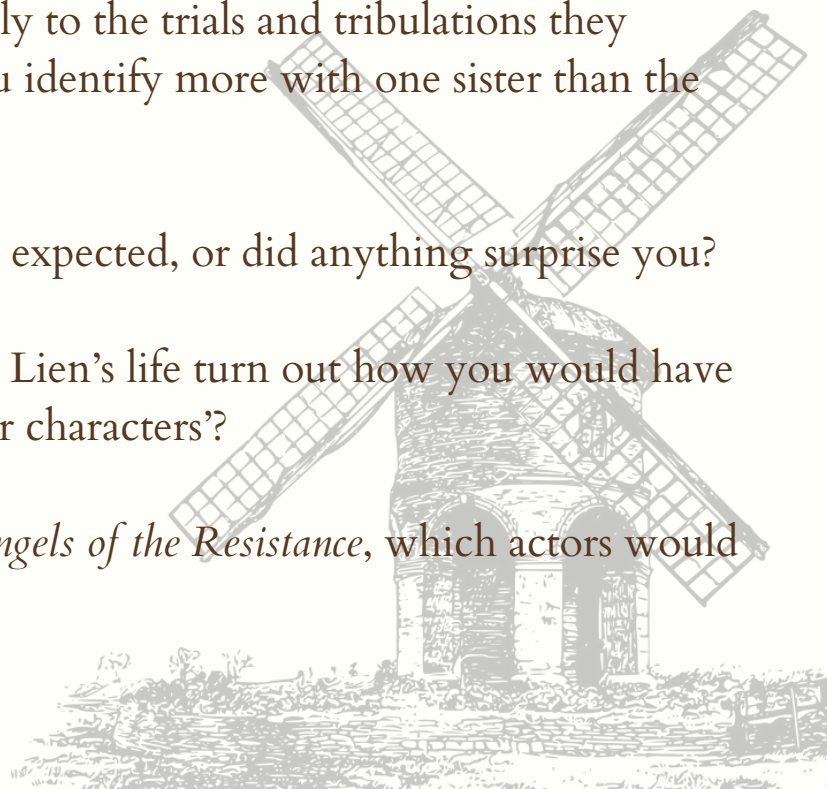 ly to the trials and tribulations they
u identify more with one sister than the
expected, or did anything surprise you?
Lien’s life turn out how you would have
r characters’?
ngels of the Resistance, which actors would